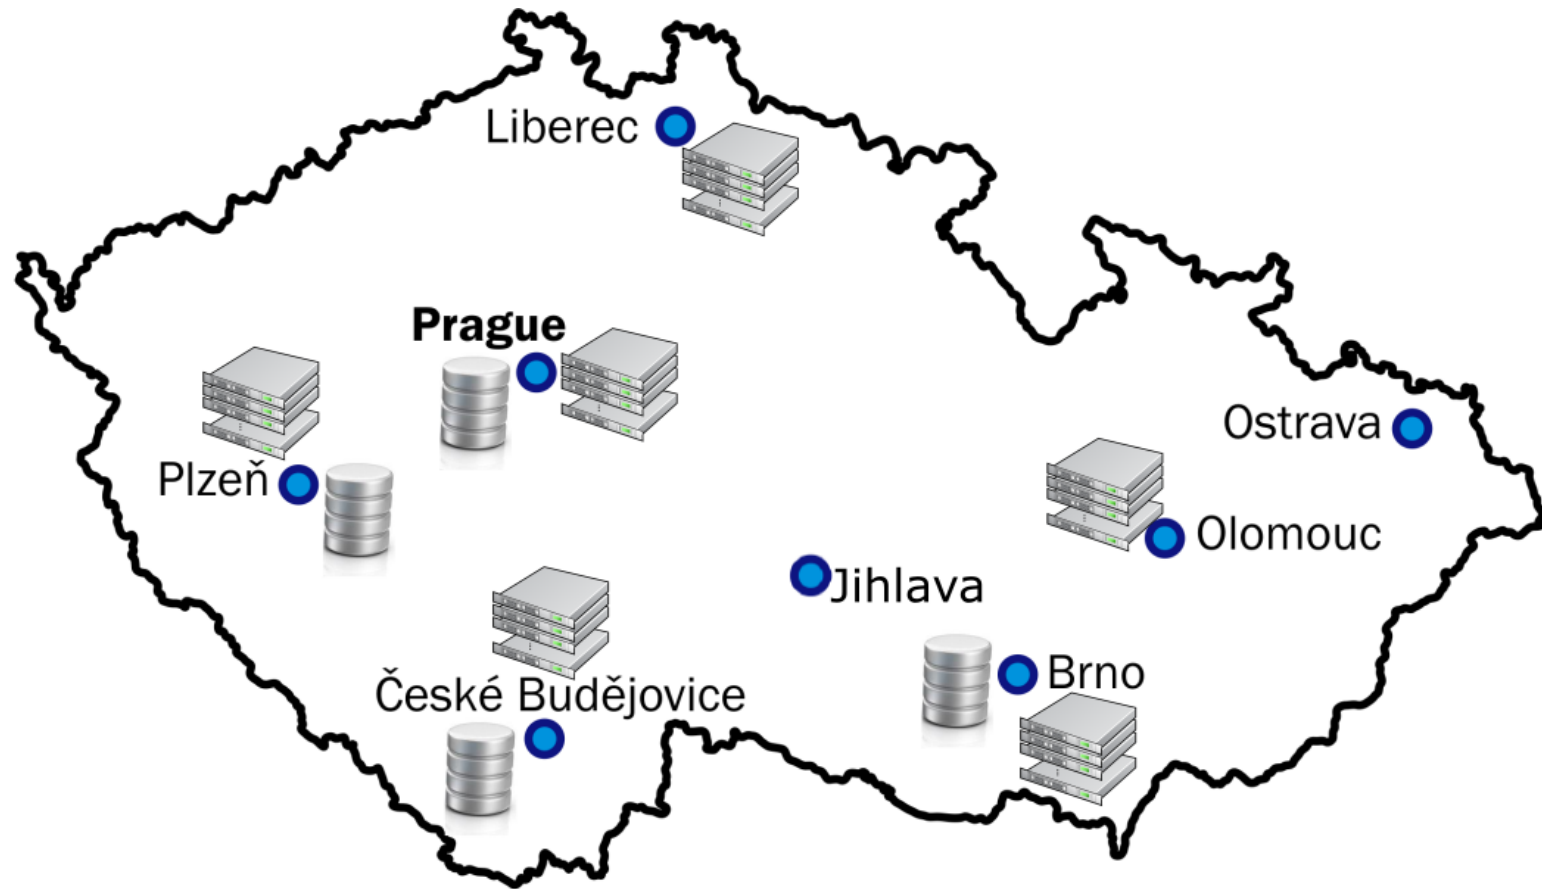 Liberec
Prague
Ostrava
Plzeň
Olomouc
Jihlava
Brno
České Budějovice